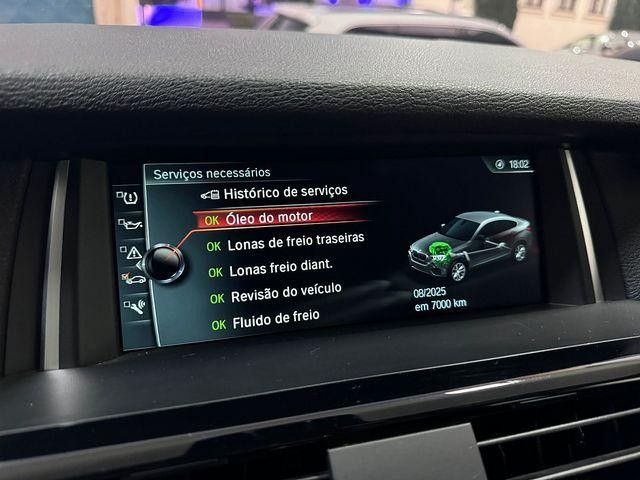 Serviços necessários
18:02
Histórico de serviços
OK Óleo do motor
OK Lonas de freio traseiras
OK Lonas freio diant.
OK Revisão do veículo
OK Fluido de freio
08/2025
em 7000 km